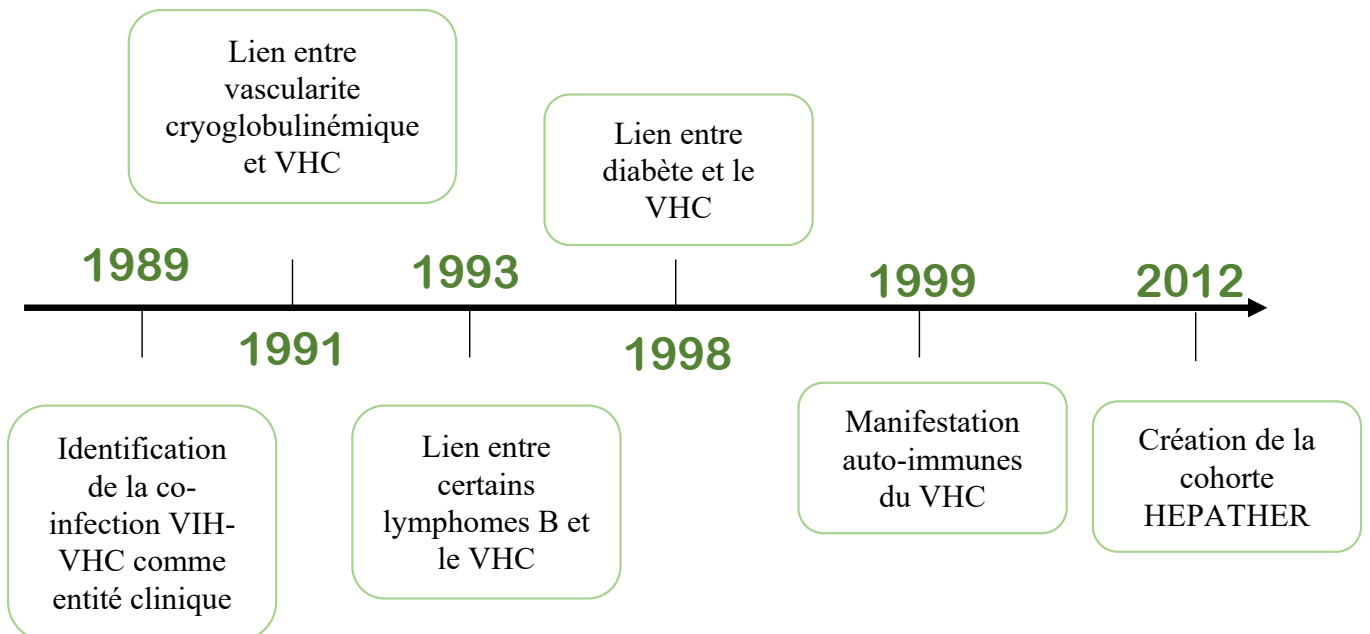 Lien entre
vascularite
cryoglobulinémique
et VHC
Lien entre
diabète et le
VHC
1989
1993
1999
2012
1991
1998
Identification
de la co-
infection VIH-
VHC comme
entité clinique
Lien entre
certains
lymphomes B et
le VHC
Manifestation
auto-immunes
du VHC
Création de la
cohorte
HEPATHER